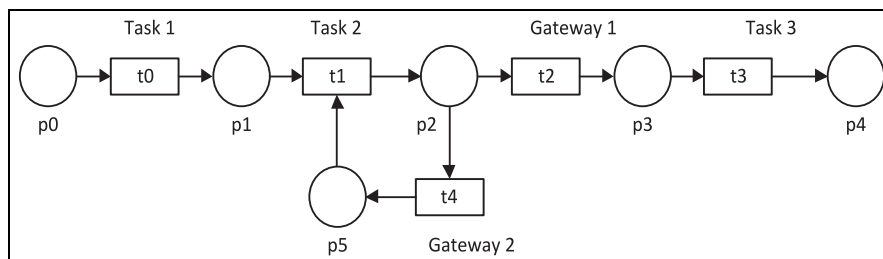 Task 1 Task 2 Gateway 1 Task 3
t0 t1 t2 t3
p0 p1 p2 p3 p4
t4
p5 Gateway 2